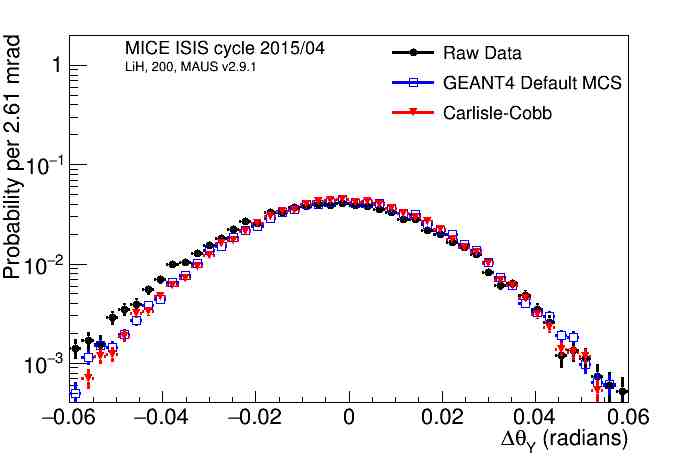 MICE ISIS cycle 2015/04
LiH, 200, MAUS v2.9.1
Raw Data
GEANT4 Default MCS
Carlisle-Cobb
Probability per 2.61 mrad
1
10⁻¹
10⁻²
10⁻³
−0.06 −0.04 −0.02 0 0.02 0.04 0.06
Δθ_Y (radians)